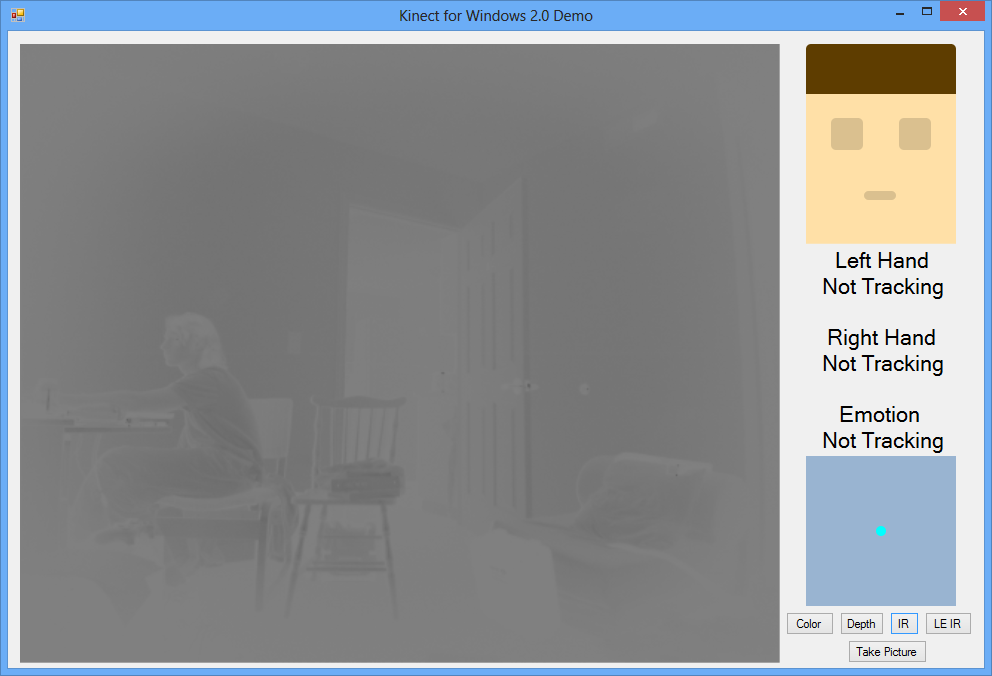 Kinect for Windows 2.0 Demo
Left Hand
Not Tracking
Right Hand
Not Tracking
Emotion
Not Tracking
Color Depth IR LE IR
Take Picture